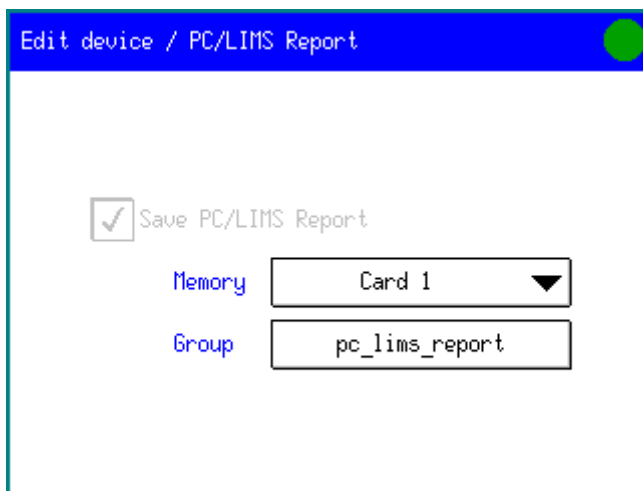 Edit device / PC/LIMS Report
Save PC/LIMS Report
Memory Card 1
Group pc_lims_report